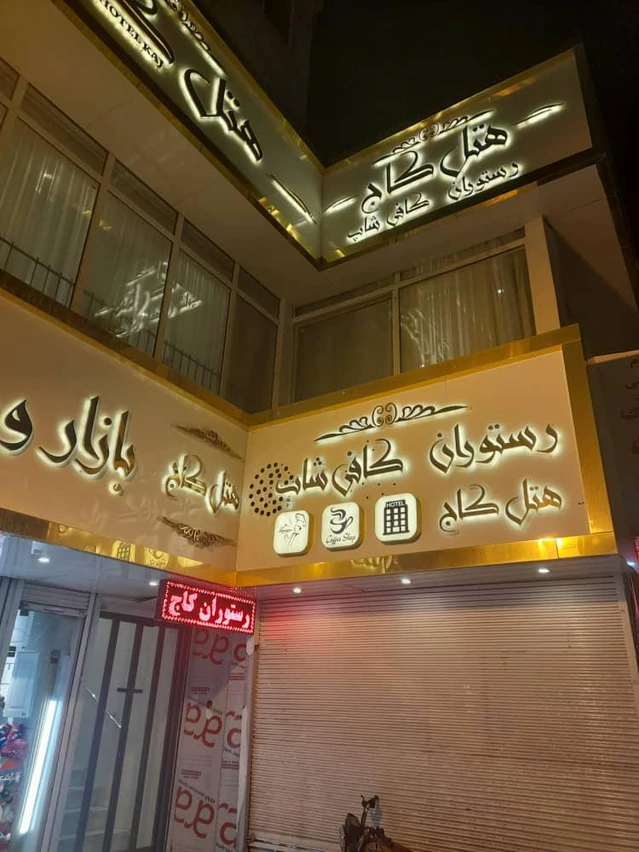 هتل کاج
HOTEL KAJ
هتل کاج
رستوران کافی شاپ
بازار و
هتل کاج
رستوران کافی شاپ
هتل کاج
HOTEL
Coffee Shop
رستوران کاج